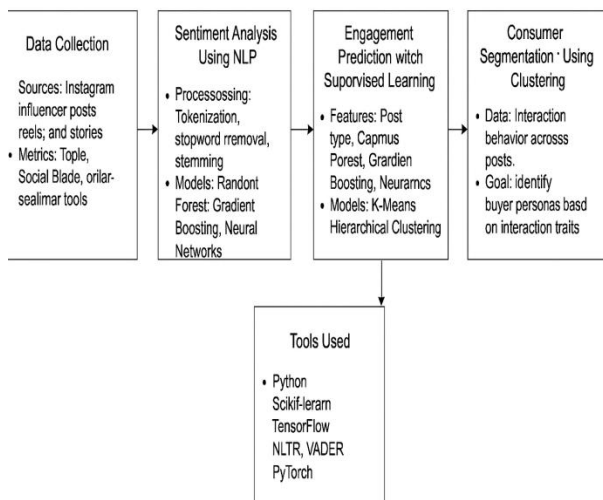 Data Collection
Sources: Instagram
influencer posts
reels; and stories
• Metrics: Tople,
Social Blade, orilar-
sealimar tools
Sentiment Analysis
Using NLP
• Processossing:
Tokenization,
stopword rremoval,
stemming
• Models: Randont
Forest: Gradient
Boosting, Neural
Networks
Engagement
Prediction witch
Suporvised Learning
• Features: Post
type, Capmus
Porest, Grardien
Boosting, Neurarncs
• Models: K-Means
Hierarchical Clustering
Consumer
Segmentation · Using
Clustering
• Data: Interaction
behavior acrosss
posts.
• Goal: identify
buyer personas basd
on interaction traits
Tools Used
• Python
Scikif-lerarn
TensorFlow
NLTR, VADER
PyTorch